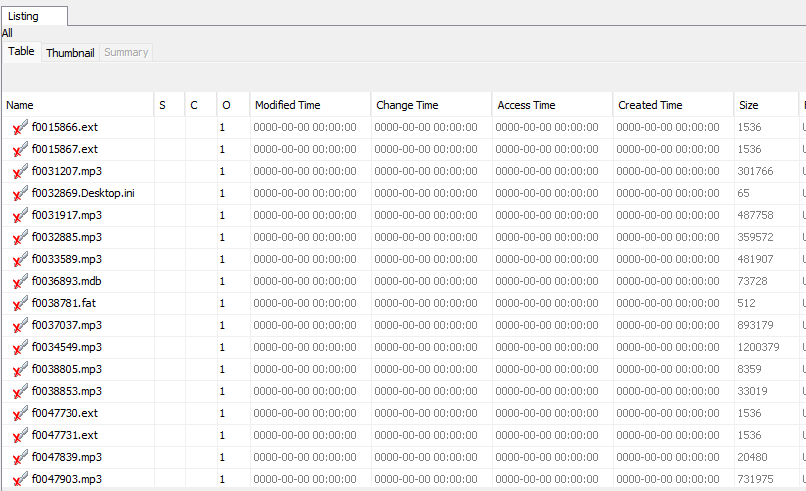 Listing
All
Table Thumbnail Summary
Name S C O Modified Time Change Time Access Time Created Time Size
f0015866.ext 1 0000-00-00 00:00:00 0000-00-00 00:00:00 0000-00-00 00:00:00 0000-00-00 00:00:00 1536
f0015867.ext 1 0000-00-00 00:00:00 0000-00-00 00:00:00 0000-00-00 00:00:00 0000-00-00 00:00:00 1536
f0031207.mp3 1 0000-00-00 00:00:00 0000-00-00 00:00:00 0000-00-00 00:00:00 0000-00-00 00:00:00 301766
f0032869.Desktop.ini 1 0000-00-00 00:00:00 0000-00-00 00:00:00 0000-00-00 00:00:00 0000-00-00 00:00:00 65
f0031917.mp3 1 0000-00-00 00:00:00 0000-00-00 00:00:00 0000-00-00 00:00:00 0000-00-00 00:00:00 487758
f0032885.mp3 1 0000-00-00 00:00:00 0000-00-00 00:00:00 0000-00-00 00:00:00 0000-00-00 00:00:00 359572
f0033589.mp3 1 0000-00-00 00:00:00 0000-00-00 00:00:00 0000-00-00 00:00:00 0000-00-00 00:00:00 481907
f0036893.mdb 1 0000-00-00 00:00:00 0000-00-00 00:00:00 0000-00-00 00:00:00 0000-00-00 00:00:00 73728
f0038781.fat 1 0000-00-00 00:00:00 0000-00-00 00:00:00 0000-00-00 00:00:00 0000-00-00 00:00:00 512
f0037037.mp3 1 0000-00-00 00:00:00 0000-00-00 00:00:00 0000-00-00 00:00:00 0000-00-00 00:00:00 893179
f0034549.mp3 1 0000-00-00 00:00:00 0000-00-00 00:00:00 0000-00-00 00:00:00 0000-00-00 00:00:00 1200379
f0038805.mp3 1 0000-00-00 00:00:00 0000-00-00 00:00:00 0000-00-00 00:00:00 0000-00-00 00:00:00 8359
f0038853.mp3 1 0000-00-00 00:00:00 0000-00-00 00:00:00 0000-00-00 00:00:00 0000-00-00 00:00:00 33019
f0047730.ext 1 0000-00-00 00:00:00 0000-00-00 00:00:00 0000-00-00 00:00:00 0000-00-00 00:00:00 1536
f0047731.ext 1 0000-00-00 00:00:00 0000-00-00 00:00:00 0000-00-00 00:00:00 0000-00-00 00:00:00 1536
f0047839.mp3 1 0000-00-00 00:00:00 0000-00-00 00:00:00 0000-00-00 00:00:00 0000-00-00 00:00:00 20480
f0047903.mp3 1 0000-00-00 00:00:00 0000-00-00 00:00:00 0000-00-00 00:00:00 0000-00-00 00:00:00 731975